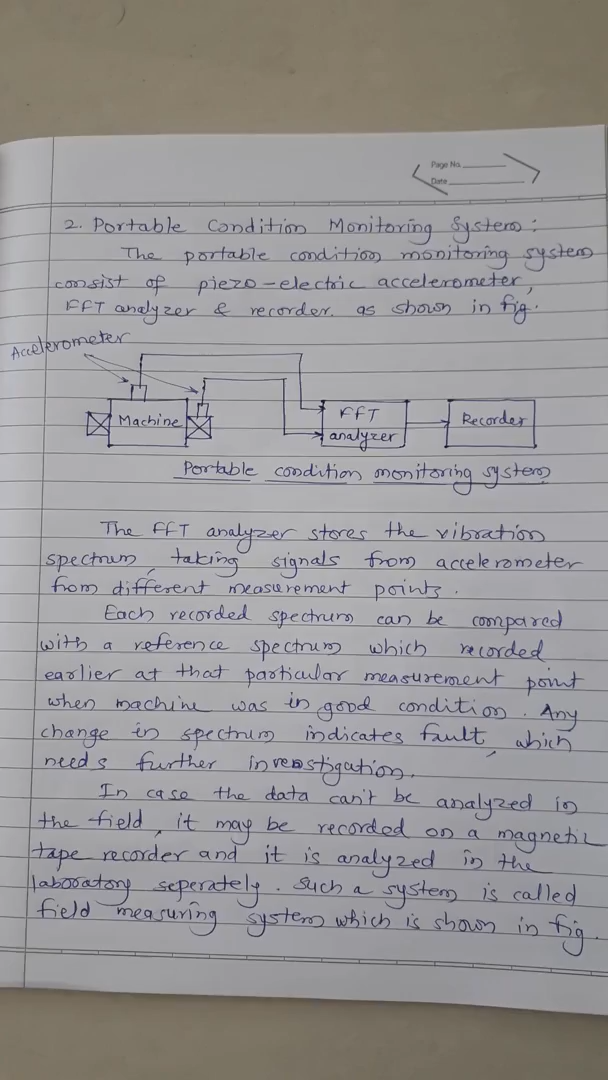 Page No.
Date
2. Portable Condition Monitoring System:
The portable condition monitoring system
consist of piezo-electric accelerometer,
FFT analyzer & recorder. as shown in fig.
Accelerometer
Machine
FFT
analyzer
Recorder
Portable condition monitoring system
The FFT analyzer stores the vibration
spectrum, taking signals from accelerometer
from different measurement points.
Each recorded spectrum can be compared
with a reference spectrum which recorded
earlier at that particular measurement point
when machine was in good condition. Any
change in spectrum indicates fault, which
needs further investigation.
In case the data can't be analyzed in
the field, it may be recorded on a magnetic
tape recorder and it is analyzed in the
laboratory seperately. Such a system is called
field measuring system which is shown in fig.